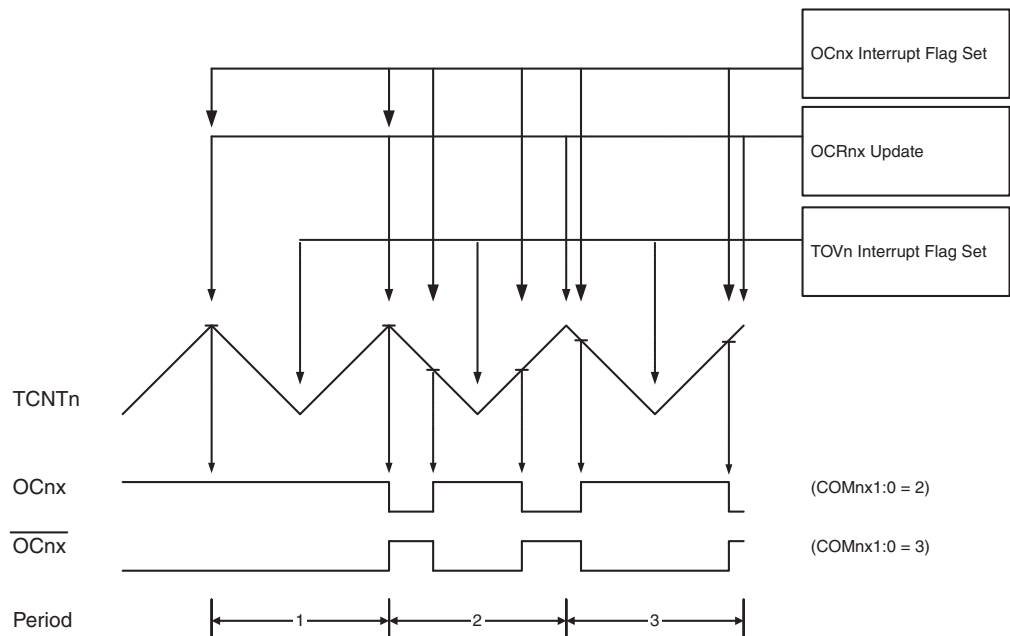 OCnx Interrupt Flag Set
OCRnx Update
TOVn Interrupt Flag Set
TCNTn
OCnx
(COMnx1:0 = 2)
OCnx
(COMnx1:0 = 3)
Period
1
2
3